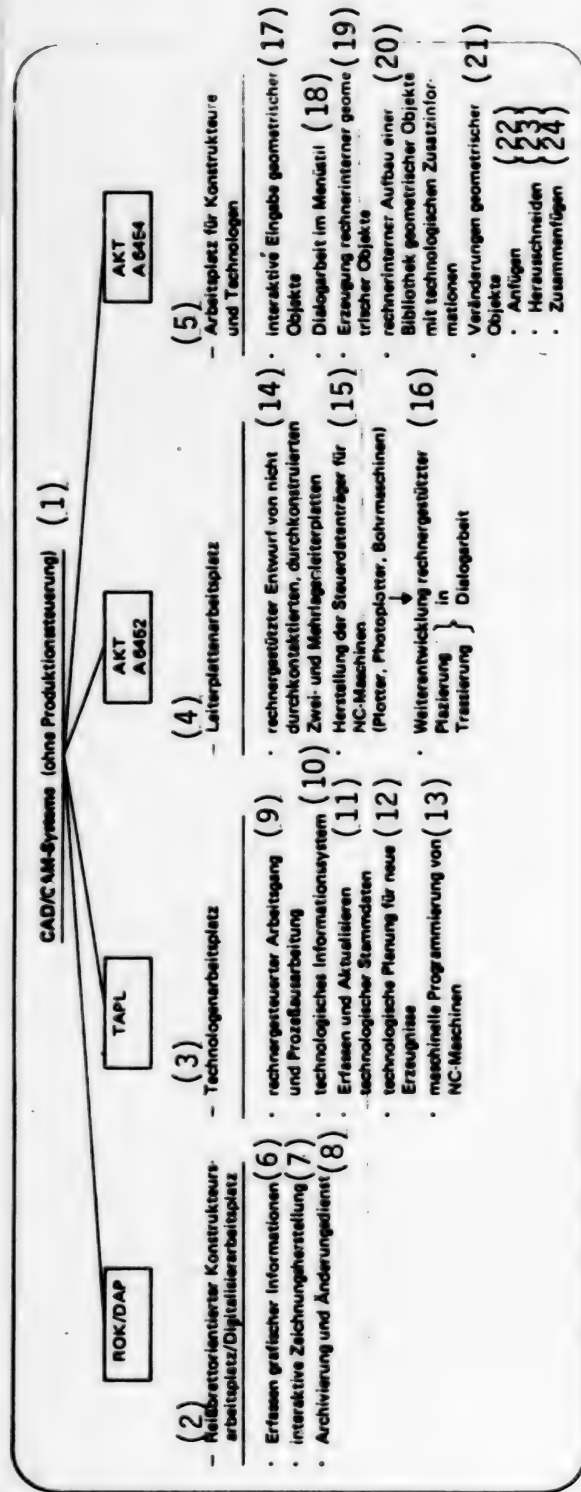 CAD/CAM-Systeme (ohne Produktionssteuerung) (1)
ROK/DAP
TAPL
AKT
A 6452
AKT
A 6454
(2)
– Reißbrettorientierter Konstrukteurs-
arbeitsplatz/Digitalisierarbeitsplatz
· Erfassen grafischer Informationen (6)
· interaktive Zeichnungsherstellung (7)
· Archivierung und Änderungsdienst (8)
(3)
– Technologenarbeitsplatz
· rechnergesteuerter Arbeitsgang (9)
und Prozeßausarbeitung
· technologisches Informationssystem (10)
· Erfassen und Aktualisieren (11)
technologischer Stammdaten
· technologische Planung für neue (12)
Erzeugnisse
· maschinelle Programmierung von (13)
NC-Maschinen
(4)
– Leiterplattenarbeitsplatz
· rechnergestützter Entwurf von nicht (14)
durchkontaktierten, durchkonstruierten
Zwei- und Mehrlagenleiterplatten
· Herstellung der Steuerdatenträger für (15)
NC-Maschinen
(Plotter, Photoplotter, Bohrmaschinen)
↓
· Weiterentwicklung rechnergestützter (16)
Plazierung } in
Trassierung } Dialogarbeit
(5)
– Arbeitsplatz für Konstrukteure
und Technologen
· interaktive Eingabe geometrischer (17)
Objekte
· Dialogarbeit im Menüstil (18)
· Erzeugung rechnerinterner geome (19)
trischer Objekte
· rechnerinterner Aufbau einer (20)
Bibliothek geometrischer Objekte
mit technologischen Zusatzinfor-
mationen
· Veränderungen geometrischer (21)
Objekte
· Anfügen (22)
· Herausschneiden (23)
· Zusammenfügen (24)